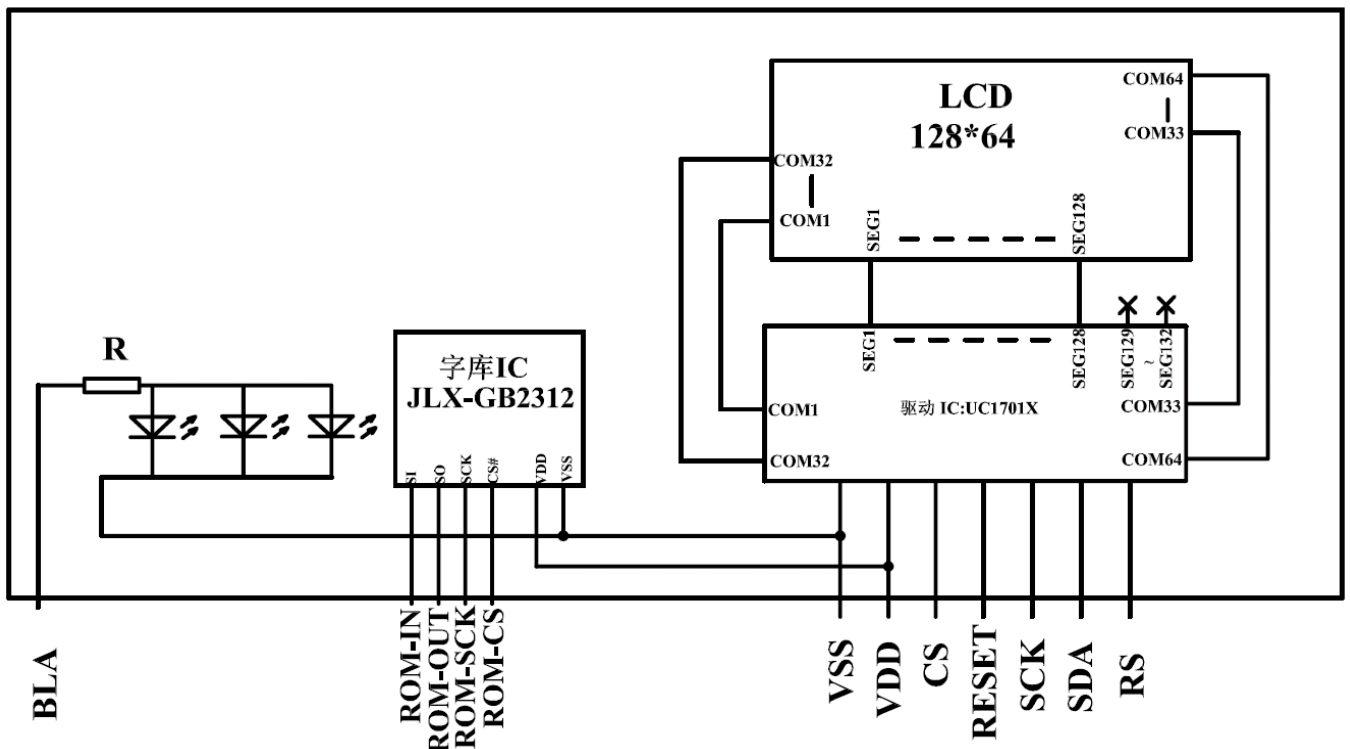 LCD
128*64
COM64
COM33
COM32
COM1
SEG1
SEG128
SEG1
SEG128
SEG129
~
SEG132
驱动 IC:UC1701X
COM1
COM32
COM33
COM64
R
字库IC
JLX-GB2312
SI
SO
SCK
CS#
VDD
VSS
BLA
ROM-IN
ROM-OUT
ROM-SCK
ROM-CS
VSS
VDD
CS
RESET
SCK
SDA
RS